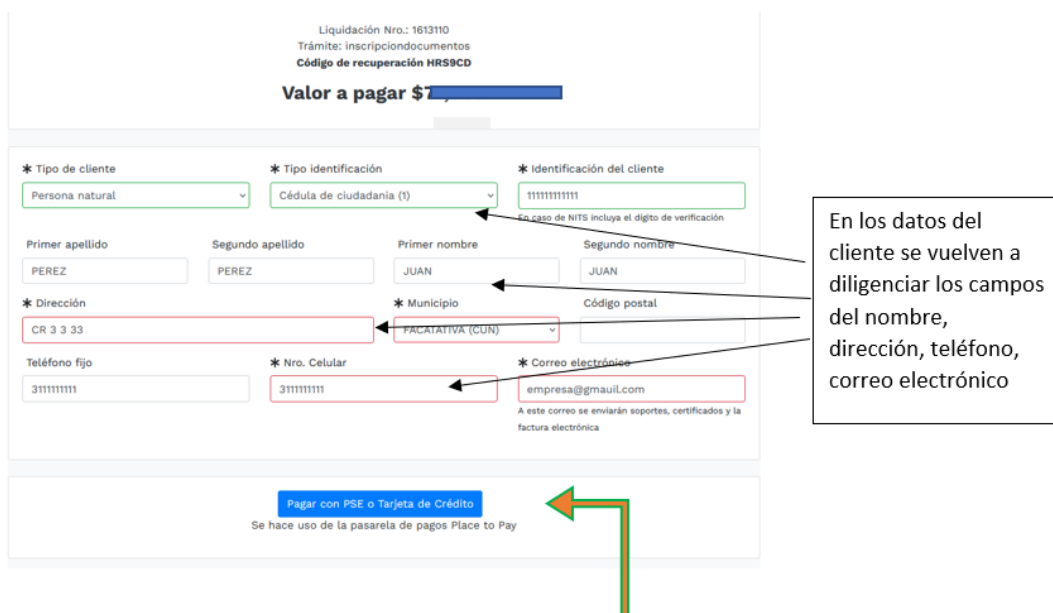 Liquidación Nro.: 1613110
Trámite: inscripciondocumentos
Código de recuperación HRS9CD
Valor a pagar $7
* Tipo de cliente
* Tipo identificación
* Identificación del cliente
Persona natural
Cédula de ciudadania (1)
111111111111
En caso de NITS incluya el digito de verificación
Primer apellido
Segundo apellido
Primer nombre
Segundo nombre
PEREZ
PEREZ
JUAN
JUAN
* Dirección
* Municipio
Código postal
CR 3 3 33
FACATATIVA (CUN)
Teléfono fijo
* Nro. Celular
* Correo electrónico
3111111111
3111111111
empresa@gmauil.com
A este correo se enviarán soportes, certificados y la
factura electrónica
Pagar con PSE o Tarjeta de Crédito
Se hace uso de la pasarela de pagos Place to Pay
En los datos del
cliente se vuelven a
diligenciar los campos
del nombre,
dirección, teléfono,
correo electrónico